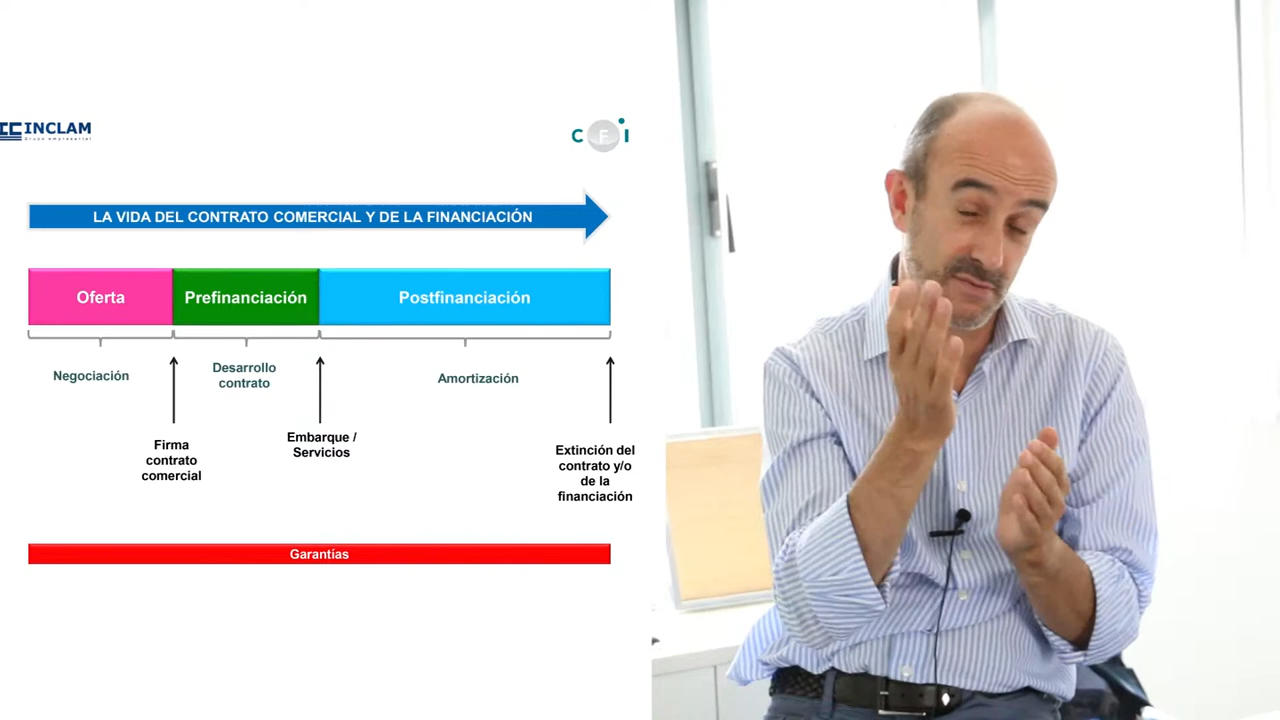 INCLAM
Grupo empresarial
CFi
LA VIDA DEL CONTRATO COMERCIAL Y DE LA FINANCIACIÓN
Oferta
Prefinanciación
Postfinanciación
Negociación
Desarrollo
contrato
Amortización
Firma
contrato
comercial
Embarque /
Servicios
Extinción del
contrato y/o
de la
financiación
Garantías